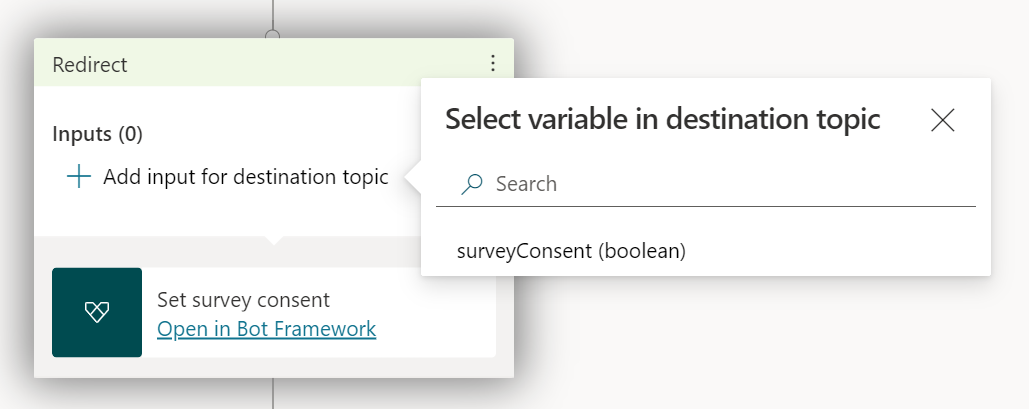 Redirect
Inputs (0)
Add input for destination topic
Set survey consent
Open in Bot Framework
Select variable in destination topic
Search
surveyConsent (boolean)